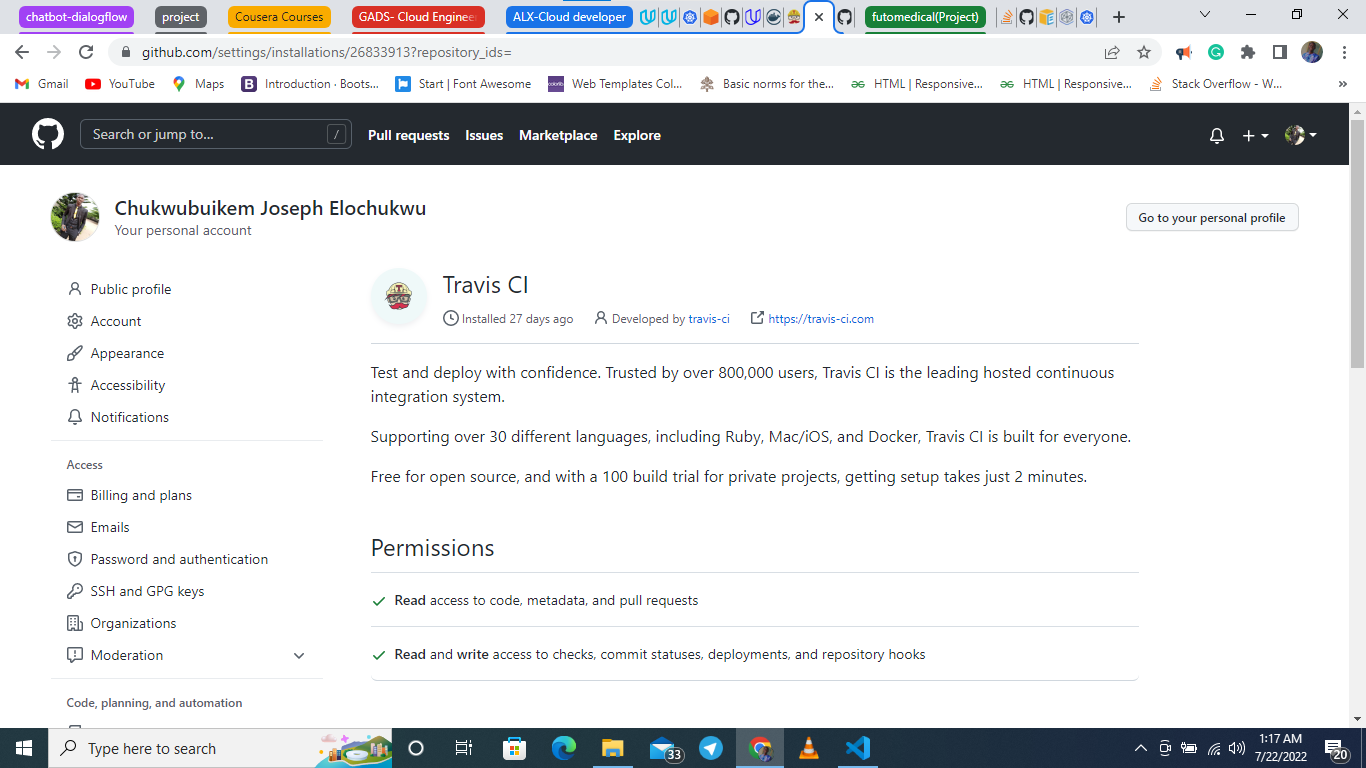 chatbot-dialogflow project Cousera Courses GADS- Cloud Enginee ALX-Cloud developer futomedical(Project)
github.com/settings/installations/26833913?repository_ids=
Gmail YouTube Maps Introduction · Boots... Start | Font Awesome Web Templates Col... Basic norms for the... HTML | Responsive... HTML | Responsive... Stack Overflow - W... »
Search or jump to... / Pull requests Issues Marketplace Explore
Chukwubuikem Joseph Elochukwu
Your personal account
Go to your personal profile
Public profile
Account
Appearance
Accessibility
Notifications
Access
Billing and plans
Emails
Password and authentication
SSH and GPG keys
Organizations
Moderation
Code, planning, and automation
Travis CI
Installed 27 days ago Developed by travis-ci https://travis-ci.com
Test and deploy with confidence. Trusted by over 800,000 users, Travis CI is the leading hosted continuous
integration system.
Supporting over 30 different languages, including Ruby, Mac/iOS, and Docker, Travis CI is built for everyone.
Free for open source, and with a 100 build trial for private projects, getting setup takes just 2 minutes.
Permissions
Read access to code, metadata, and pull requests
Read and write access to checks, commit statuses, deployments, and repository hooks
Type here to search
33
1:17 AM
7/22/2022
20